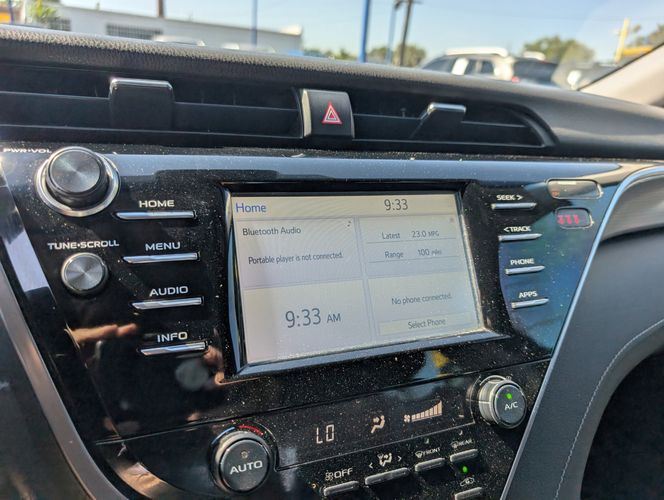 PWR•VOL
HOME
TUNE•SCROLL
MENU
AUDIO
INFO
Home 9:33
Bluetooth Audio
Portable player is not connected.
9:33 AM
Latest 23.0 MPG
Range 100 miles
No phone connected.
Select Phone
SEEK >
< TRACK
PHONE
APPS
LO
AUTO
A/C
OFF
FRONT
REAR